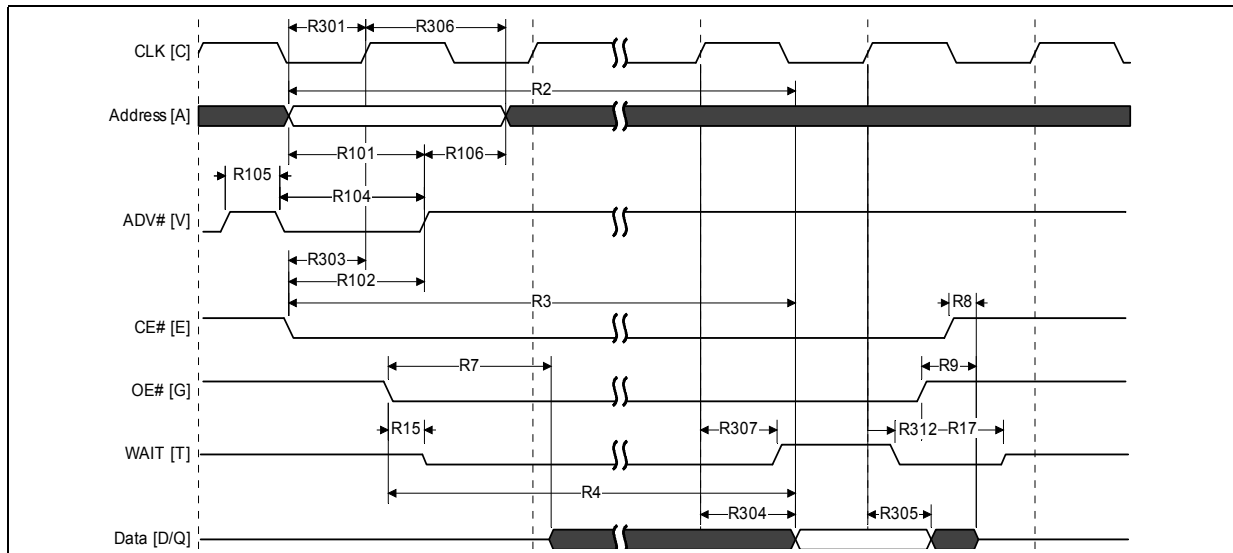 R301 R306
CLK [C]
R2
Address [A]
R101 R106
R105
R104
ADV# [V]
R303
R102
R3
R8
CE# [E]
R7 R9
OE# [G]
R15 R307 R312 R17
WAIT [T]
R4
R304 R305
Data [D/Q]